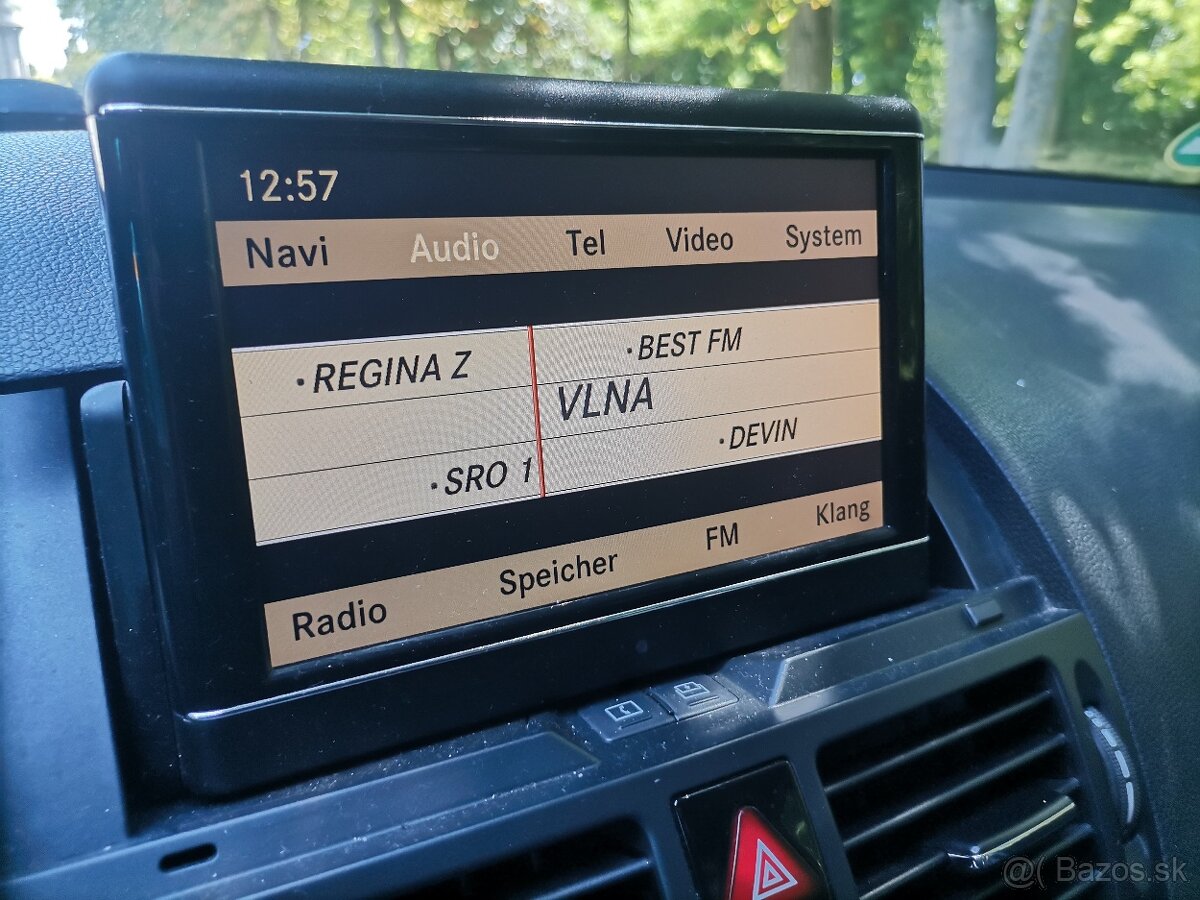 12:57
Navi Audio Tel Video System
·REGINA Z ·BEST FM
VLNA
·SRO 1 ·DEVIN
Radio Speicher FM Klang
@( Bazos.sk